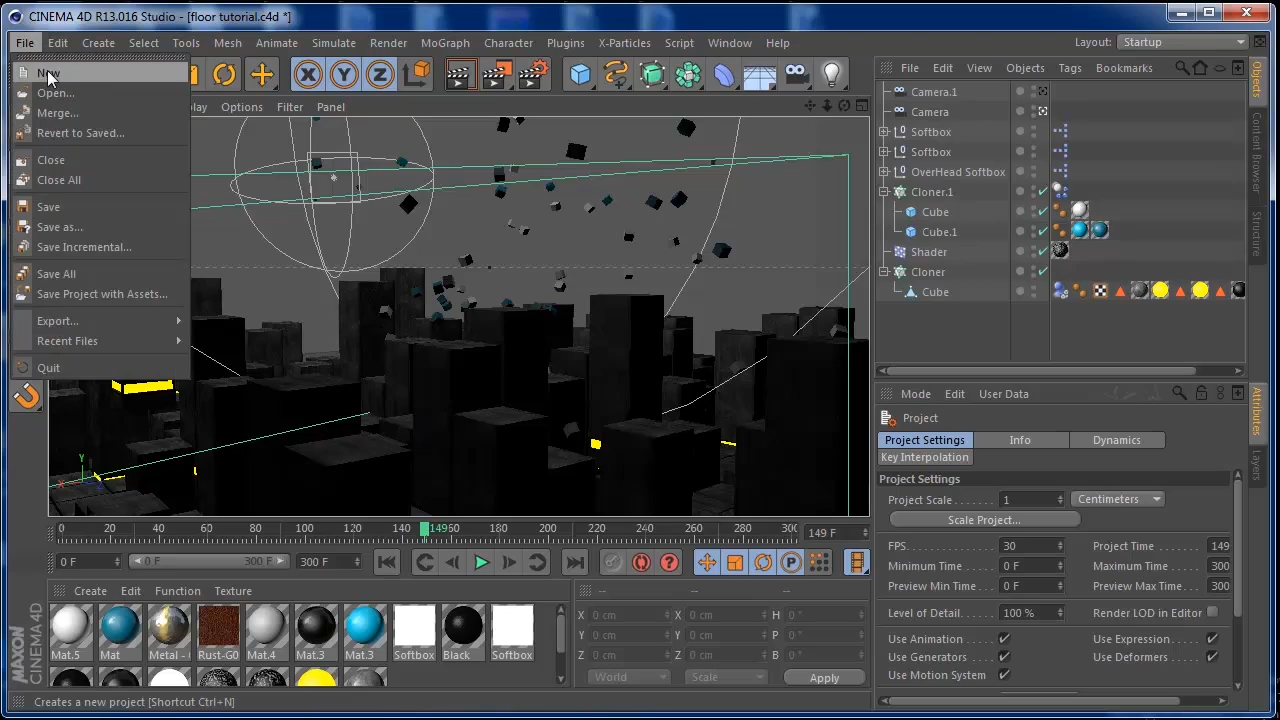 CINEMA 4D R13.016 Studio - [floor tutorial.c4d *]
File Edit Create Select Tools Mesh Animate Simulate Render MoGraph Character Plugins X-Particles Script Window Help
Layout: Startup
New
Open...
Merge...
Revert to Saved...
Close
Close All
Save
Save as...
Save Incremental...
Save All
Save Project with Assets...
Export...
Recent Files
Quit
Options Filter Panel
X Y Z
Y
X
File Edit View Objects Tags Bookmarks
Camera.1
Camera
Softbox
Softbox
OverHead Softbox
Cloner.1
Cube
Cube.1
Shader
Cloner
Cube
Objects
Content Browser
Structure
Mode Edit User Data
Project
Project Settings Info Dynamics
Key Interpolation
Project Settings
Project Scale 1 Centimeters
Scale Project...
FPS 30 Project Time 149
Minimum Time 0 F Maximum Time 300
Preview Min Time 0 F Preview Max Time 300
Level of Detail 100 % Render LOD in Editor
Use Animation Use Expression
Use Generators Use Deformers
Use Motion System
Attributes
Layers
0 20 40 60 80 100 120 140 14960 180 200 220 240 260 280 300 149 F
0 F 0 F 300 F 300 F
P
Create Edit Function Texture
Mat.5 Mat Metal - Rust-G0 Mat.4 Mat.3 Mat.3 Softbox Black Softbox
-- -- --
X 0 cm X 0 cm H 0 °
Y 0 cm Y 0 cm P 0 °
Z 0 cm Z 0 cm B 0 °
World Scale Apply
MAXON
CINEMA 4D
Creates a new project [Shortcut Ctrl+N]